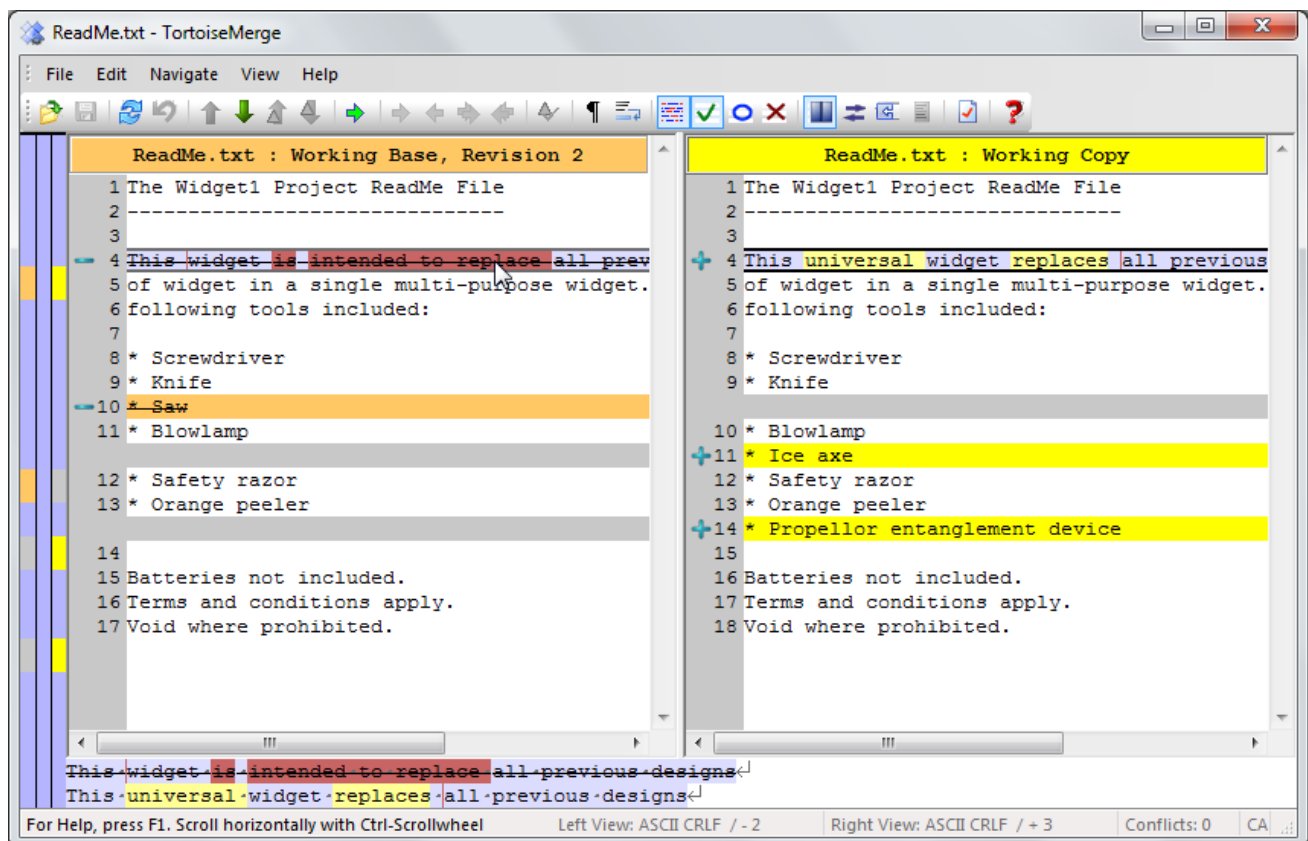 ReadMe.txt - TortoiseMerge
File Edit Navigate View Help
ReadMe.txt : Working Base, Revision 2
1 The Widget1 Project ReadMe File
2 -------------------------------
3
4 This widget is intended to replace all prev
5 of widget in a single multi-purpose widget.
6 following tools included:
7
8 * Screwdriver
9 * Knife
10 * Saw
11 * Blowlamp
12 * Safety razor
13 * Orange peeler
14
15 Batteries not included.
16 Terms and conditions apply.
17 Void where prohibited.
ReadMe.txt : Working Copy
1 The Widget1 Project ReadMe File
2 -------------------------------
3
4 This universal widget replaces all previous
5 of widget in a single multi-purpose widget.
6 following tools included:
7
8 * Screwdriver
9 * Knife
10 * Blowlamp
11 * Ice axe
12 * Safety razor
13 * Orange peeler
14 * Propellor entanglement device
15
16 Batteries not included.
17 Terms and conditions apply.
18 Void where prohibited.
This·widget·is·intended·to·replace·all·previous·designs↵
This·universal·widget·replaces·all·previous·designs↵
For Help, press F1. Scroll horizontally with Ctrl-Scrollwheel Left View: ASCII CRLF / - 2 Right View: ASCII CRLF / + 3 Conflicts: 0 CA